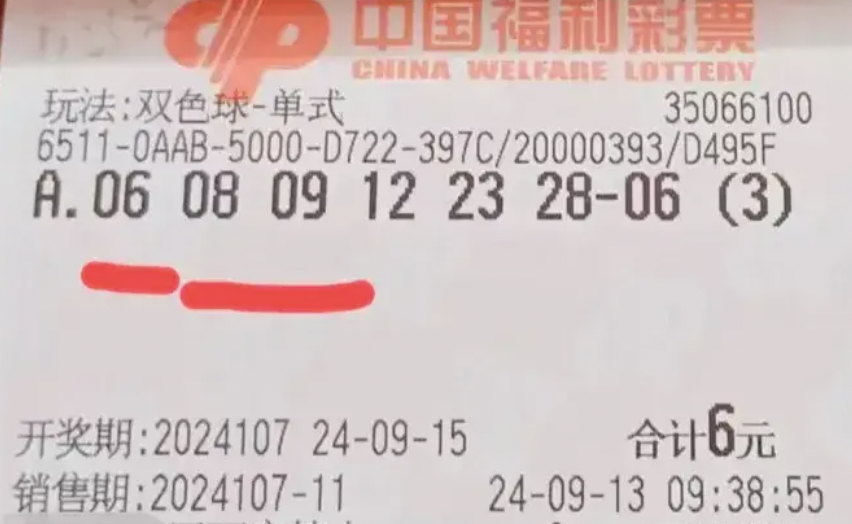 中国福利彩票
CHINA WELFARE LOTTERY
玩法:双色球-单式 35066100
6511-0AAB-5000-D722-397C/20000393/D495F
A.06 08 09 12 23 28-06 (3)
开奖期:2024107 24-09-15 合计6元
销售期:2024107-11 24-09-13 09:38:55